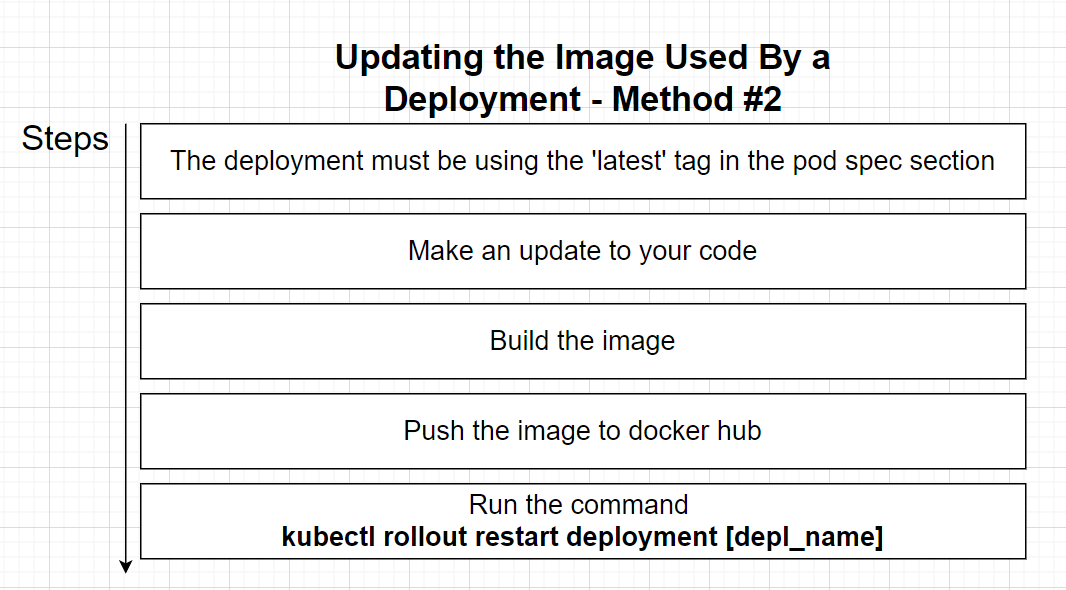 Updating the Image Used By a
Deployment - Method #2
Steps
The deployment must be using the 'latest' tag in the pod spec section
Make an update to your code
Build the image
Push the image to docker hub
Run the command
kubectl rollout restart deployment [depl_name]